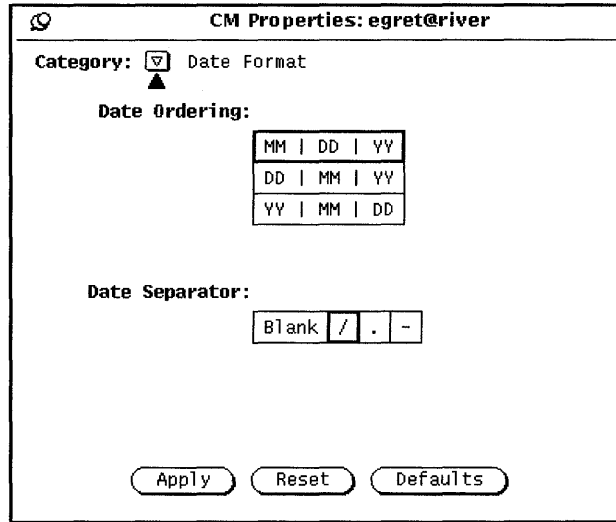 CM Properties: egret@river
Category: Date Format
Date Ordering:
MM | DD | YY
DD | MM | YY
YY | MM | DD
Date Separator:
Blank / . -
Apply Reset Defaults